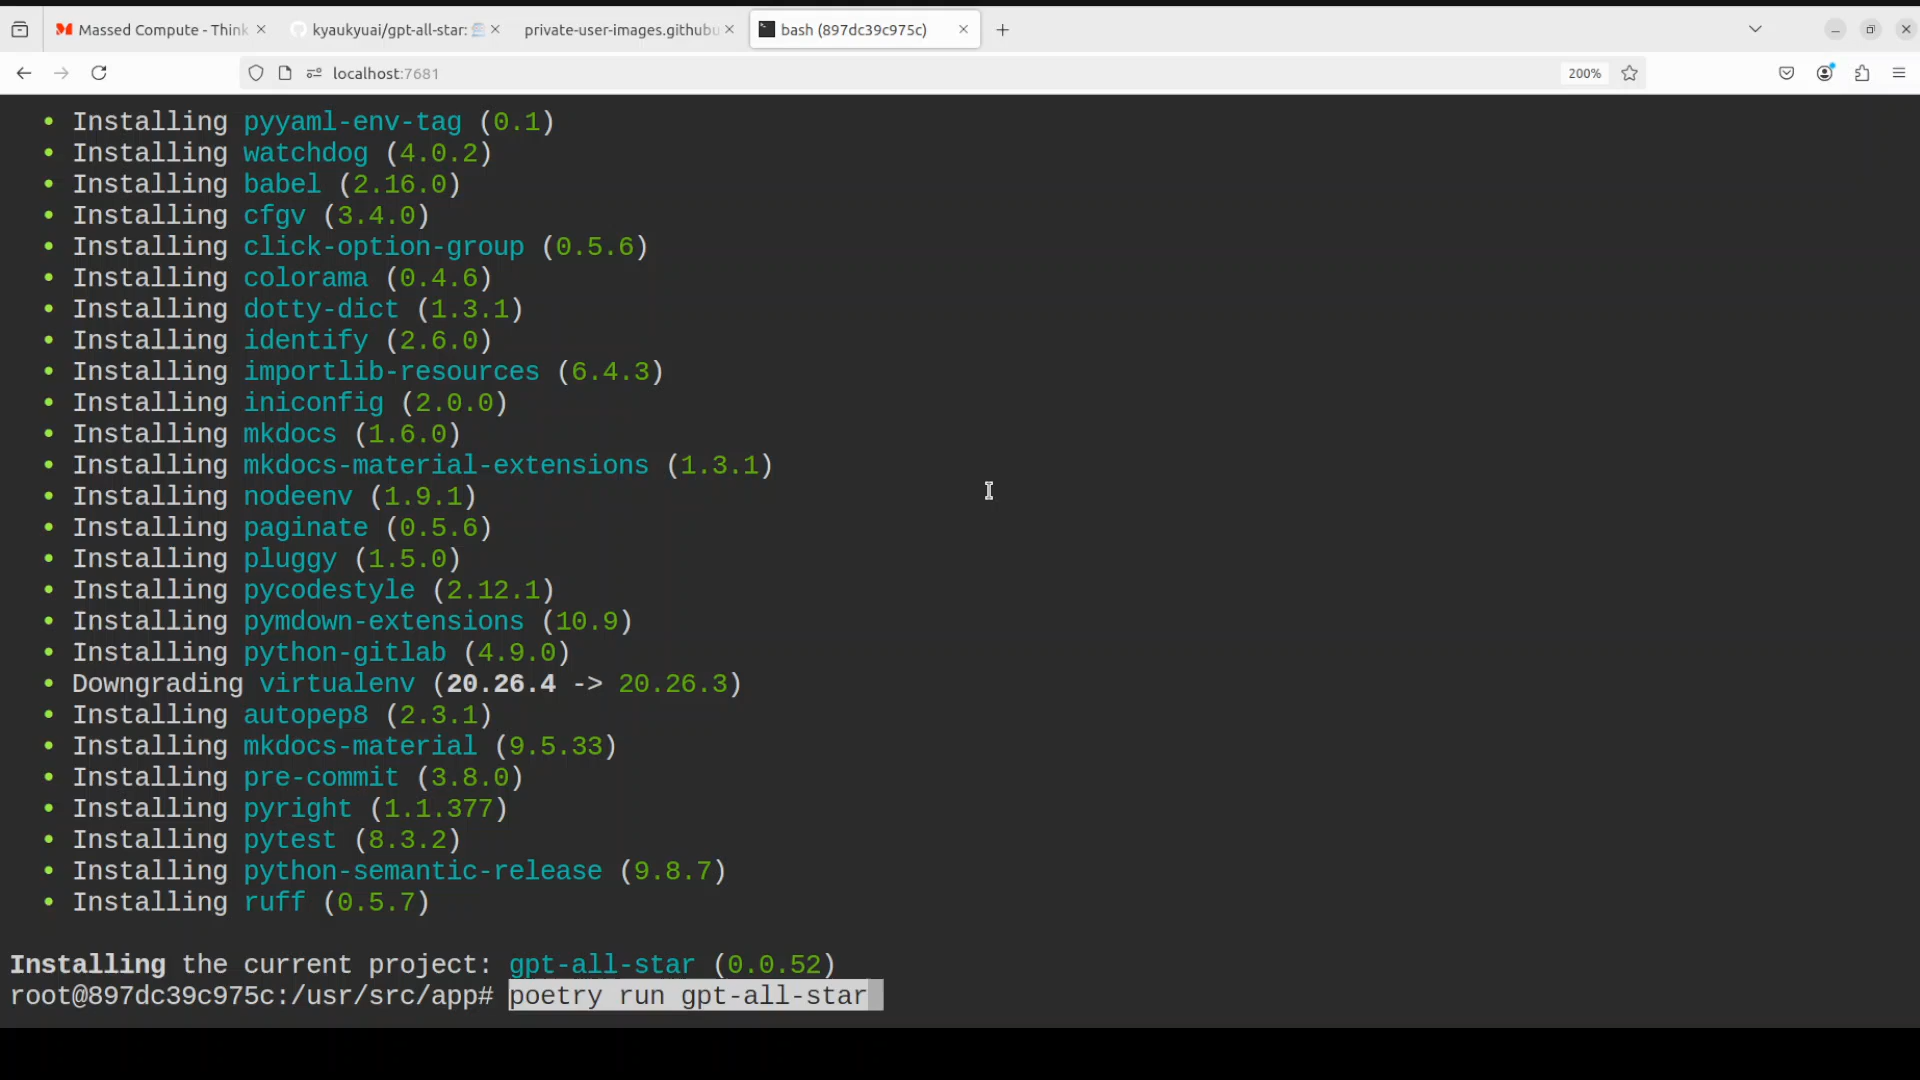 Massed Compute - Think
kyaukyuai/gpt-all-star:
private-user-images.githubu
bash (897dc39c975c)
localhost:7681
200%
• Installing pyyaml-env-tag (0.1)
• Installing watchdog (4.0.2)
• Installing babel (2.16.0)
• Installing cfgv (3.4.0)
• Installing click-option-group (0.5.6)
• Installing colorama (0.4.6)
• Installing dotty-dict (1.3.1)
• Installing identify (2.6.0)
• Installing importlib-resources (6.4.3)
• Installing iniconfig (2.0.0)
• Installing mkdocs (1.6.0)
• Installing mkdocs-material-extensions (1.3.1)
• Installing nodeenv (1.9.1)
• Installing paginate (0.5.6)
• Installing pluggy (1.5.0)
• Installing pycodestyle (2.12.1)
• Installing pymdown-extensions (10.9)
• Installing python-gitlab (4.9.0)
• Downgrading virtualenv (20.26.4 -> 20.26.3)
• Installing autopep8 (2.3.1)
• Installing mkdocs-material (9.5.33)
• Installing pre-commit (3.8.0)
• Installing pyright (1.1.377)
• Installing pytest (8.3.2)
• Installing python-semantic-release (9.8.7)
• Installing ruff (0.5.7)
Installing the current project: gpt-all-star (0.0.52)
root@897dc39c975c:/usr/src/app# poetry run gpt-all-star